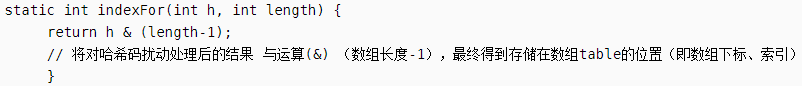 static int indexFor(int h, int length) {
return h & (length-1);
// 将对哈希码扰动处理后的结果 与运算(&) （数组长度-1），最终得到存储在数组table的位置（即数组下标、索引）
}